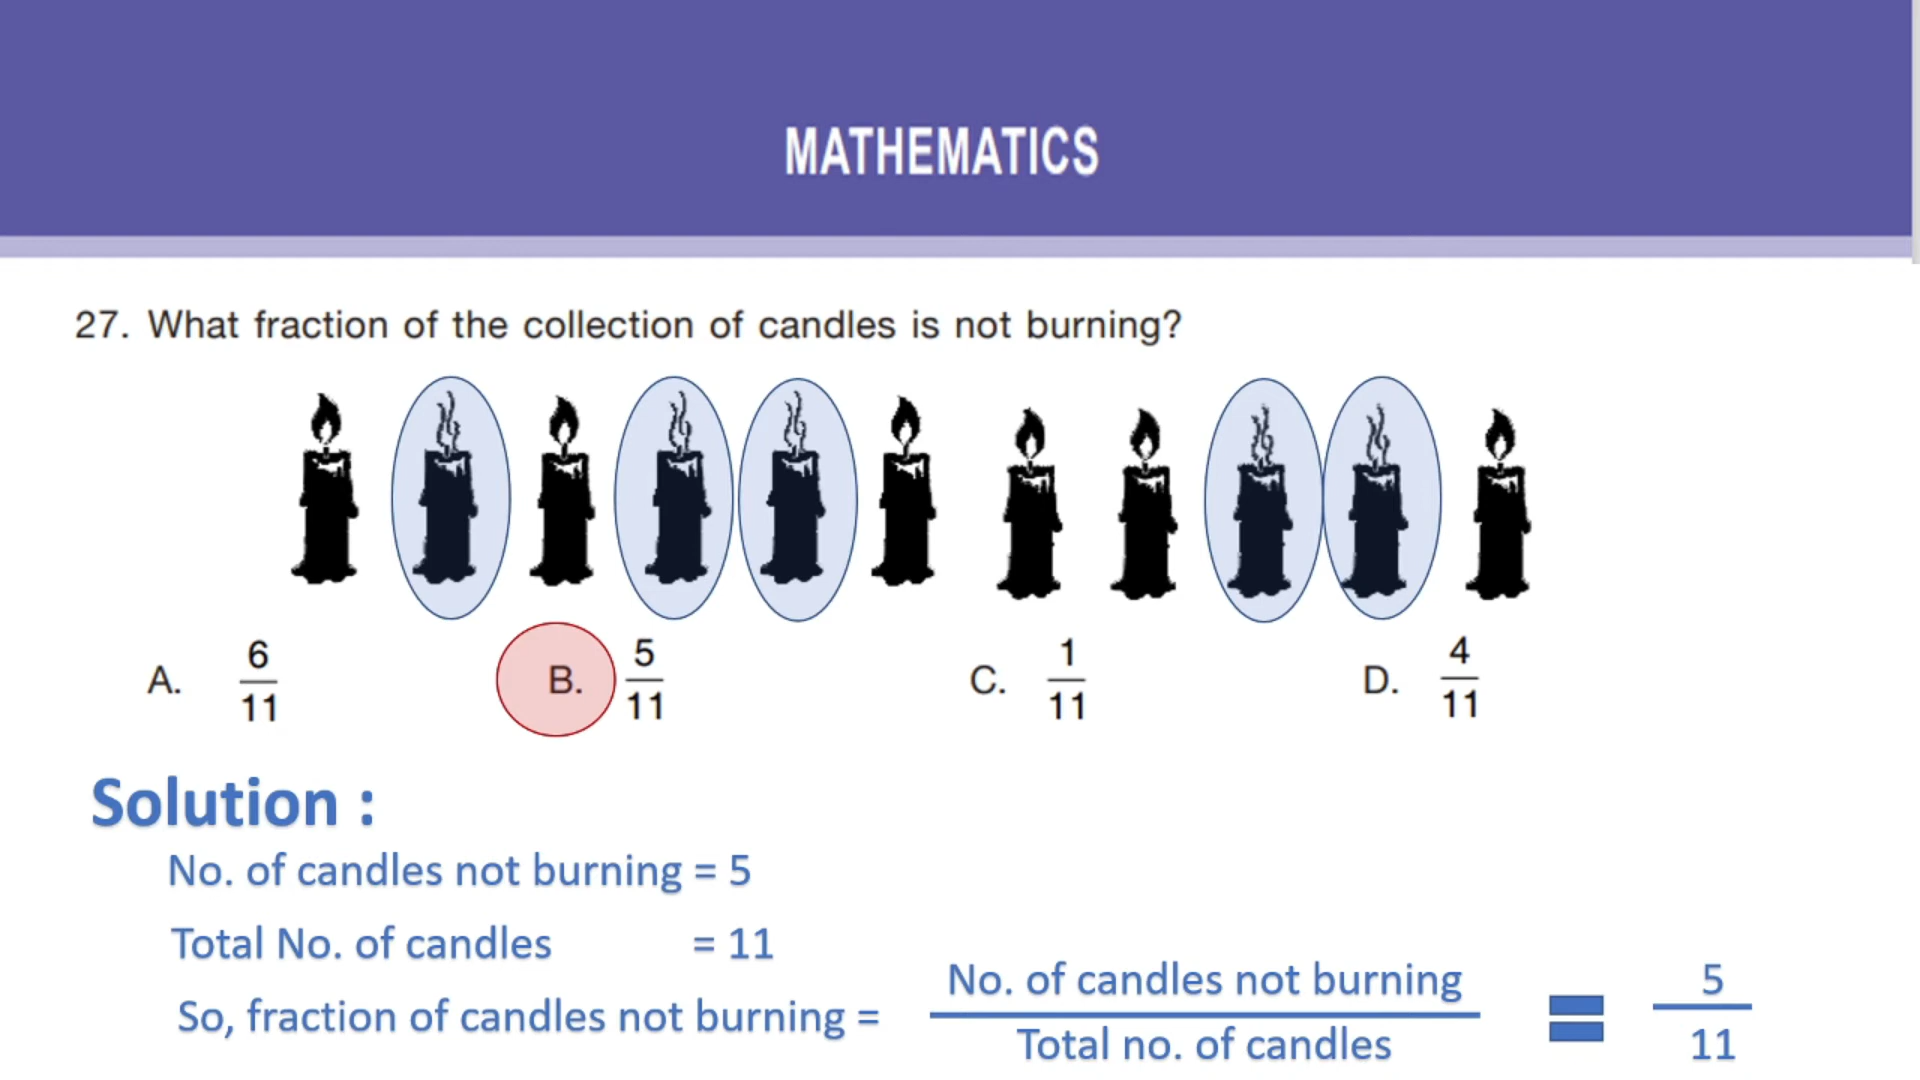 MATHEMATICS
27. What fraction of the collection of candles is not burning?
A. 6/11 B. 5/11 C. 1/11 D. 4/11
Solution :
No. of candles not burning = 5
Total No. of candles = 11
So, fraction of candles not burning = No. of candles not burning / Total no. of candles = 5/11